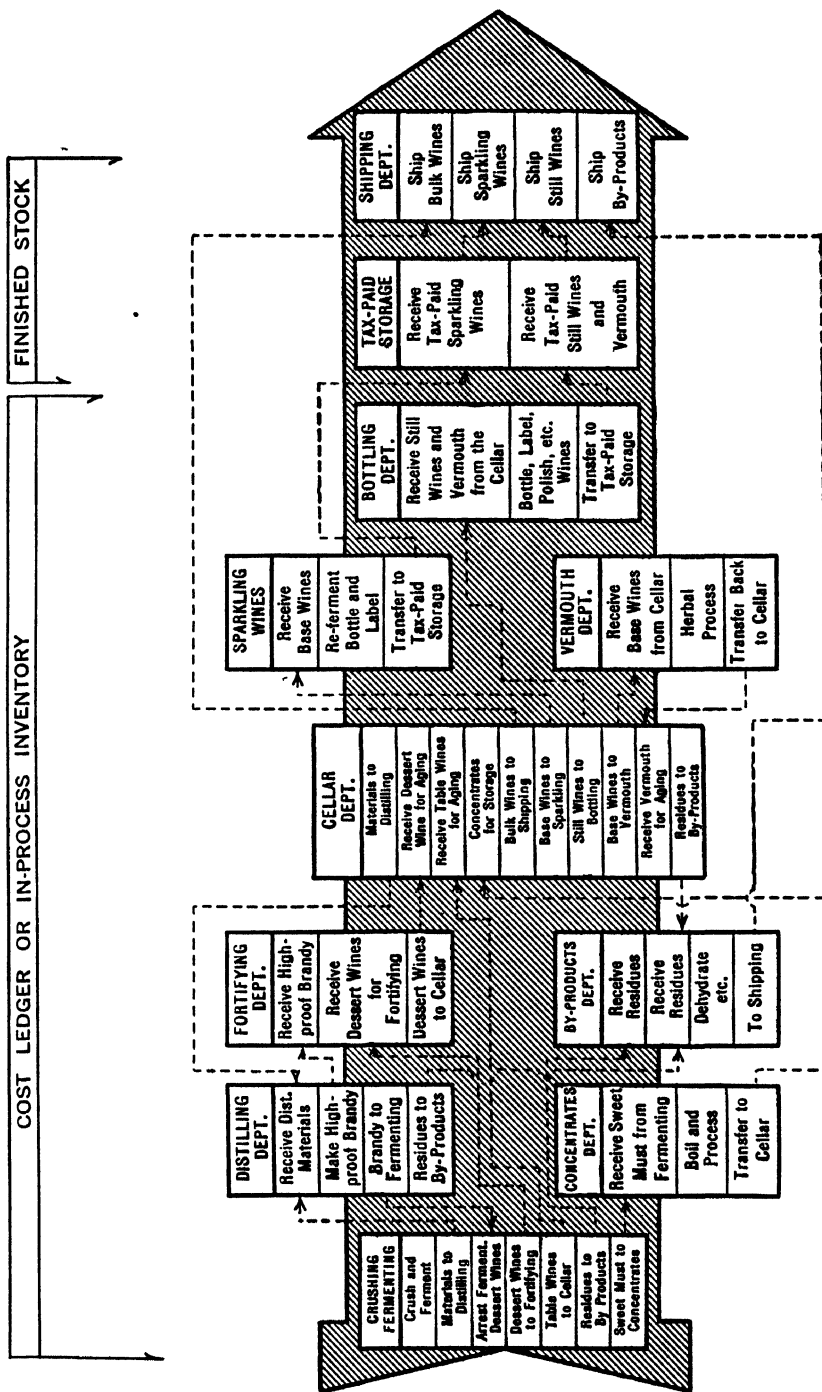 COST LEDGER OR IN-PROCESS INVENTORY
FINISHED STOCK
CRUSHING
FERMENTING
Crush and
Ferment
Materials to
Distilling
Arrest Ferment.
Dessert Wines
Dessert Wines
to Fortifying
Table Wines
to Cellar
Residues to
By Products
Sweet Must to
Concentrates
DISTILLING
DEPT.
Receive Dist.
Materials
Make High-
proof Brandy
Brandy to
Fermenting
Residues to
By-Products
CONCENTRATES
DEPT.
Receive Sweet
Must from
Fermenting
Boil and
Process
Transfer to
Cellar
FORTIFYING
DEPT.
Receive High-
proof Brandy
Receive
Dessert Wines
for
Fortifying
Dessert Wines
to Cellar
BY-PRODUCTS
DEPT.
Receive
Residues
Receive
Residues
Dehydrate
etc.
To Shipping
CELLAR
DEPT.
Materials to
Distilling
Receive Dessert
Wine for Aging
Receive Table Wines
for Aging
Concentrates
for Storage
Bulk Wines to
Shipping
Base Wines to
Sparkling
Still Wines to
Bottling
Base Wines to
Vermouth
Receive Vermouth
for Aging
Residues to
By-Products
SPARKLING
WINES
Receive
Base Wines
Re-ferment
Bottle and
Label
Transfer to
Tax-Paid
Storage
VERMOUTH
DEPT.
Receive
Base Wines
from Cellar
Herbal
Process
Transfer Back
to Cellar
BOTTLING
DEPT.
Receive Still
Wines and
Vermouth
from the
Cellar
Bottle, Label,
Polish, etc.
Wines
Transfer to
Tax-Paid
Storage
TAX-PAID
STORAGE
Receive
Tax-Paid
Sparkling
Wines
Receive
Tax-Paid
Still Wines
and
Vermouth
SHIPPING
DEPT.
Ship
Bulk Wines
Ship
Sparkling
Wines
Ship
Still Wines
Ship
By-Products